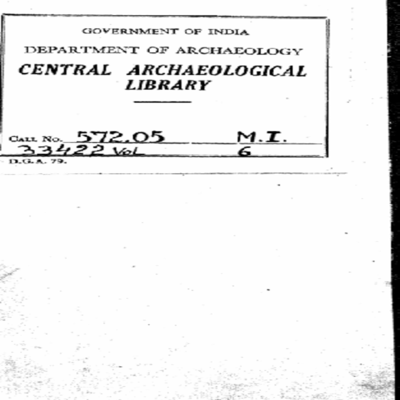 GOVERNMENT OF INDIA
DEPARTMENT OF ARCHAEOLOGY
CENTRAL ARCHAEOLOGICAL
LIBRARY
CALL NO. 572.05 M.I.
33422 Vol 6
D.G.A. 79.